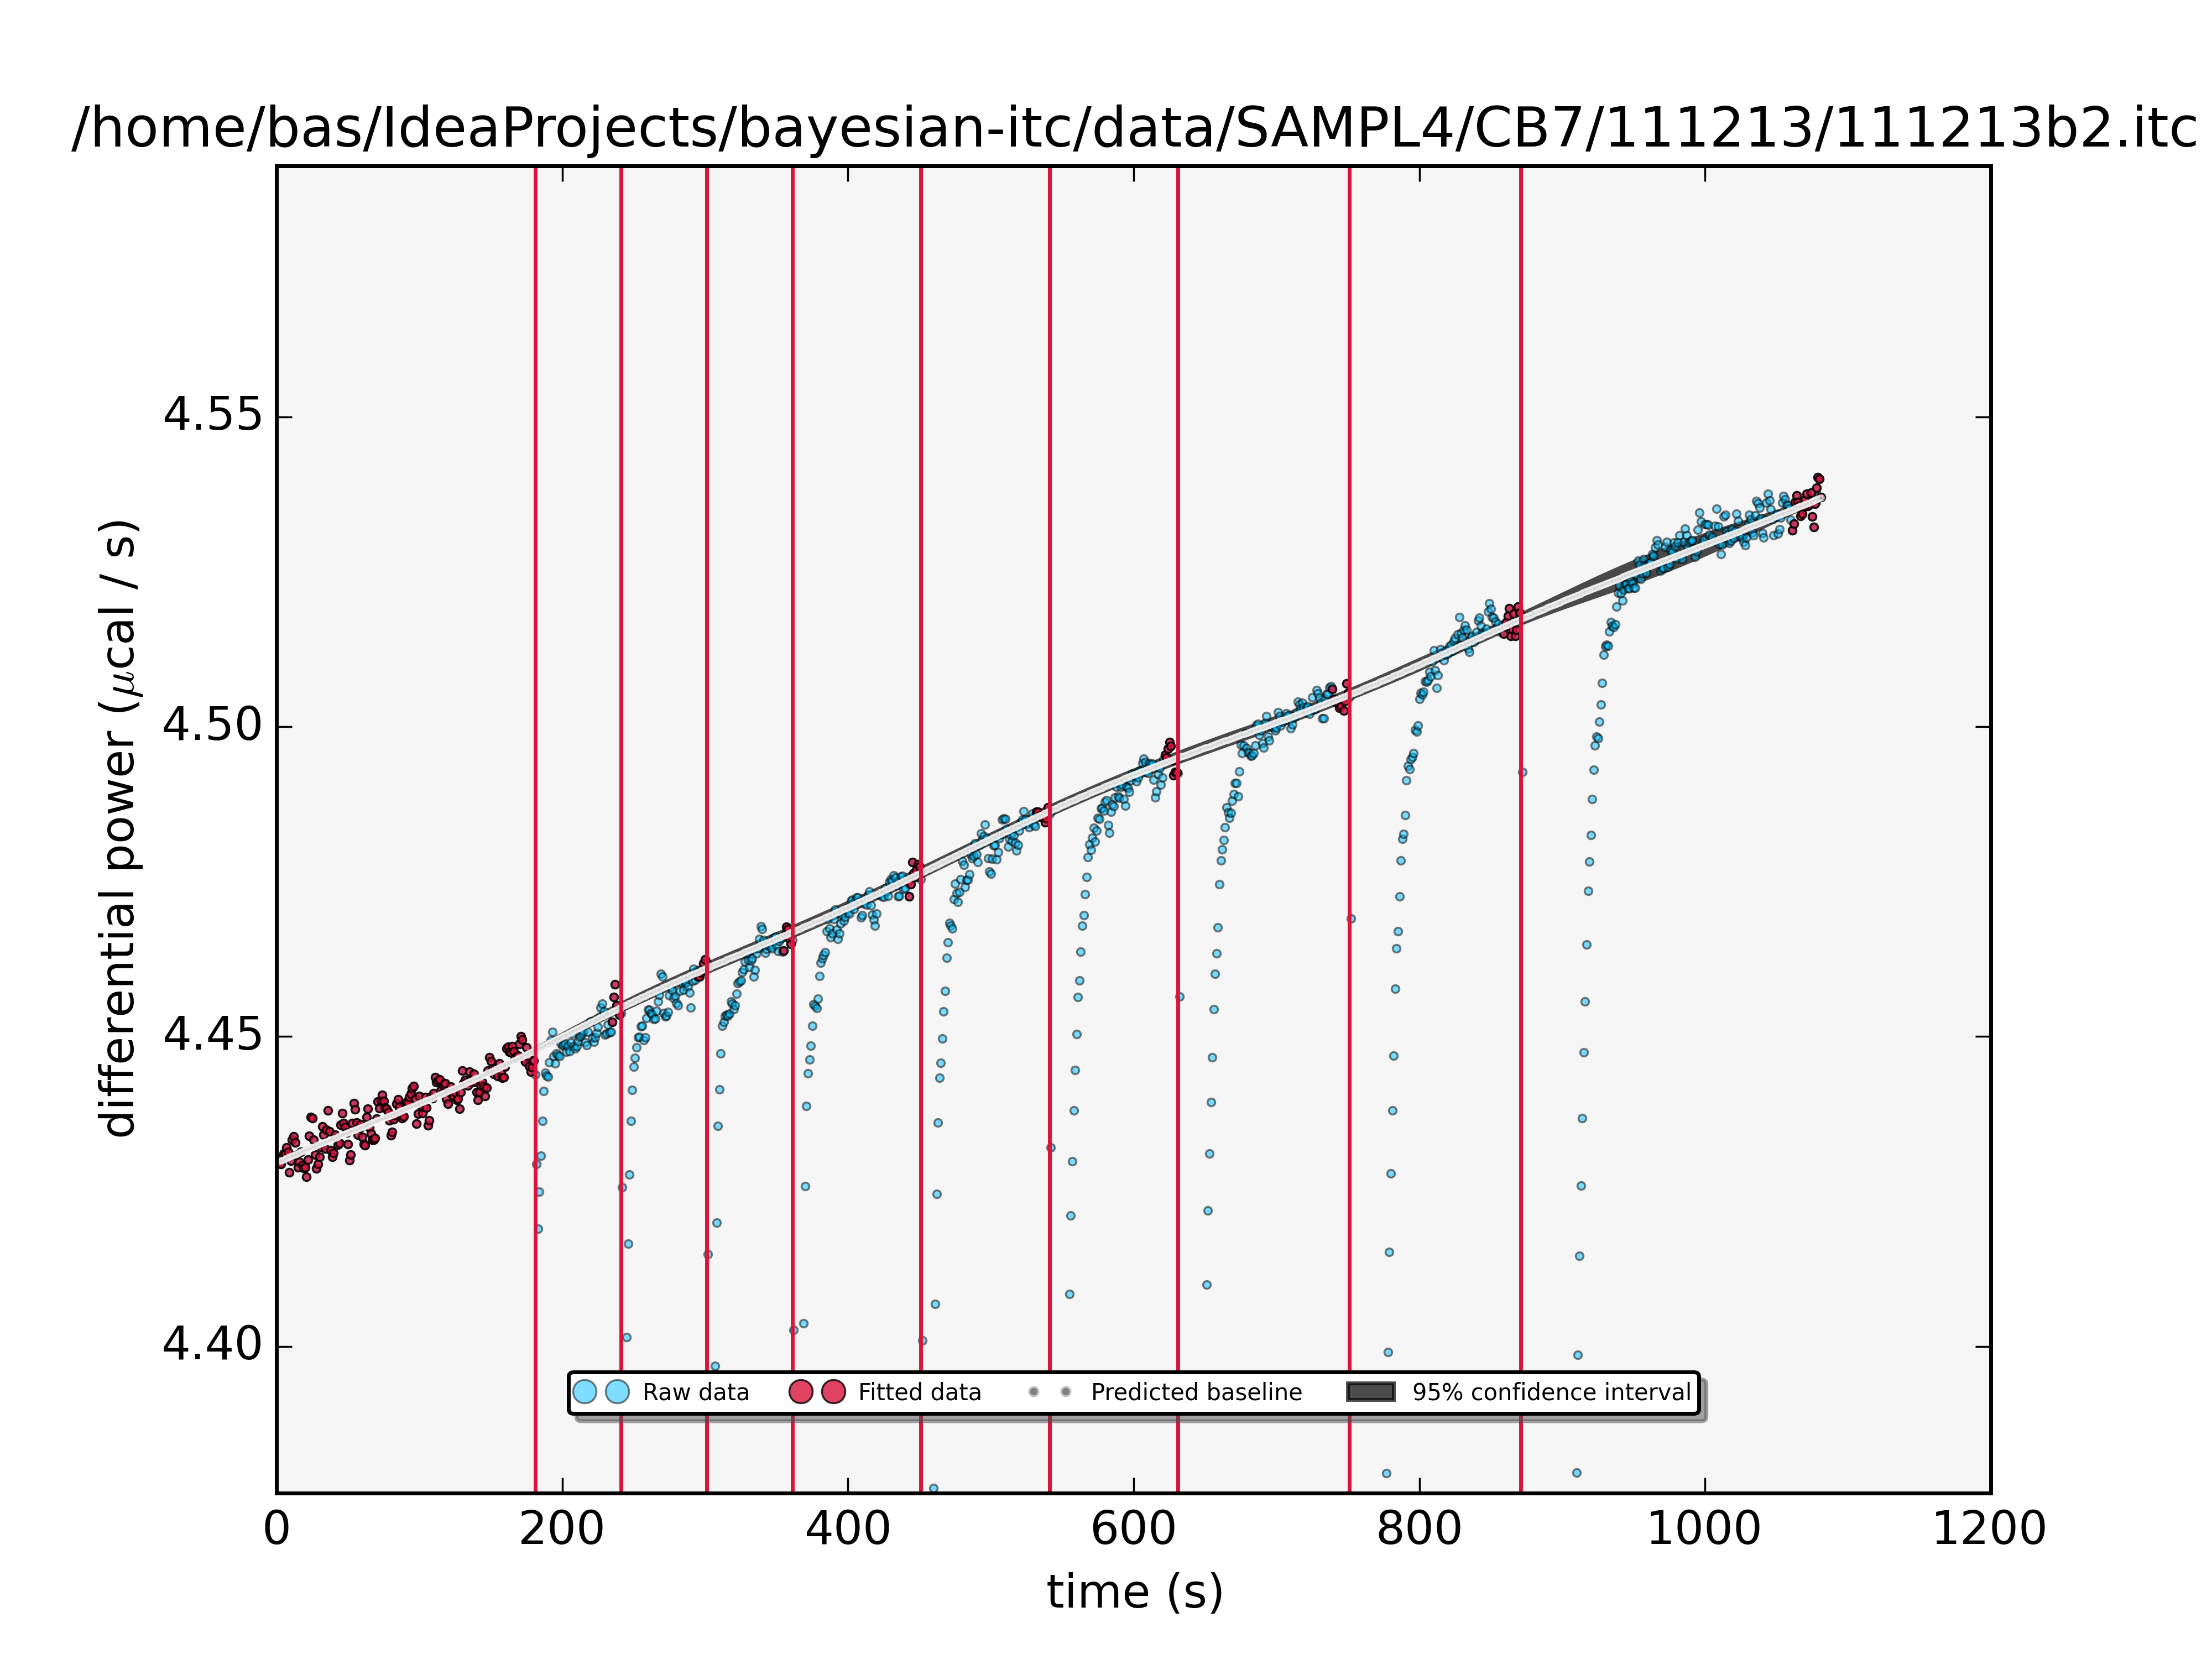 /home/bas/IdeaProjects/bayesian-itc/data/SAMPL4/CB7/111213/111213b2.itc
differential power (μcal / s)
4.55
4.50
4.45
4.40
Raw data
Fitted data
Predicted baseline
95% confidence interval
0 200 400 600 800 1000 1200
time (s)